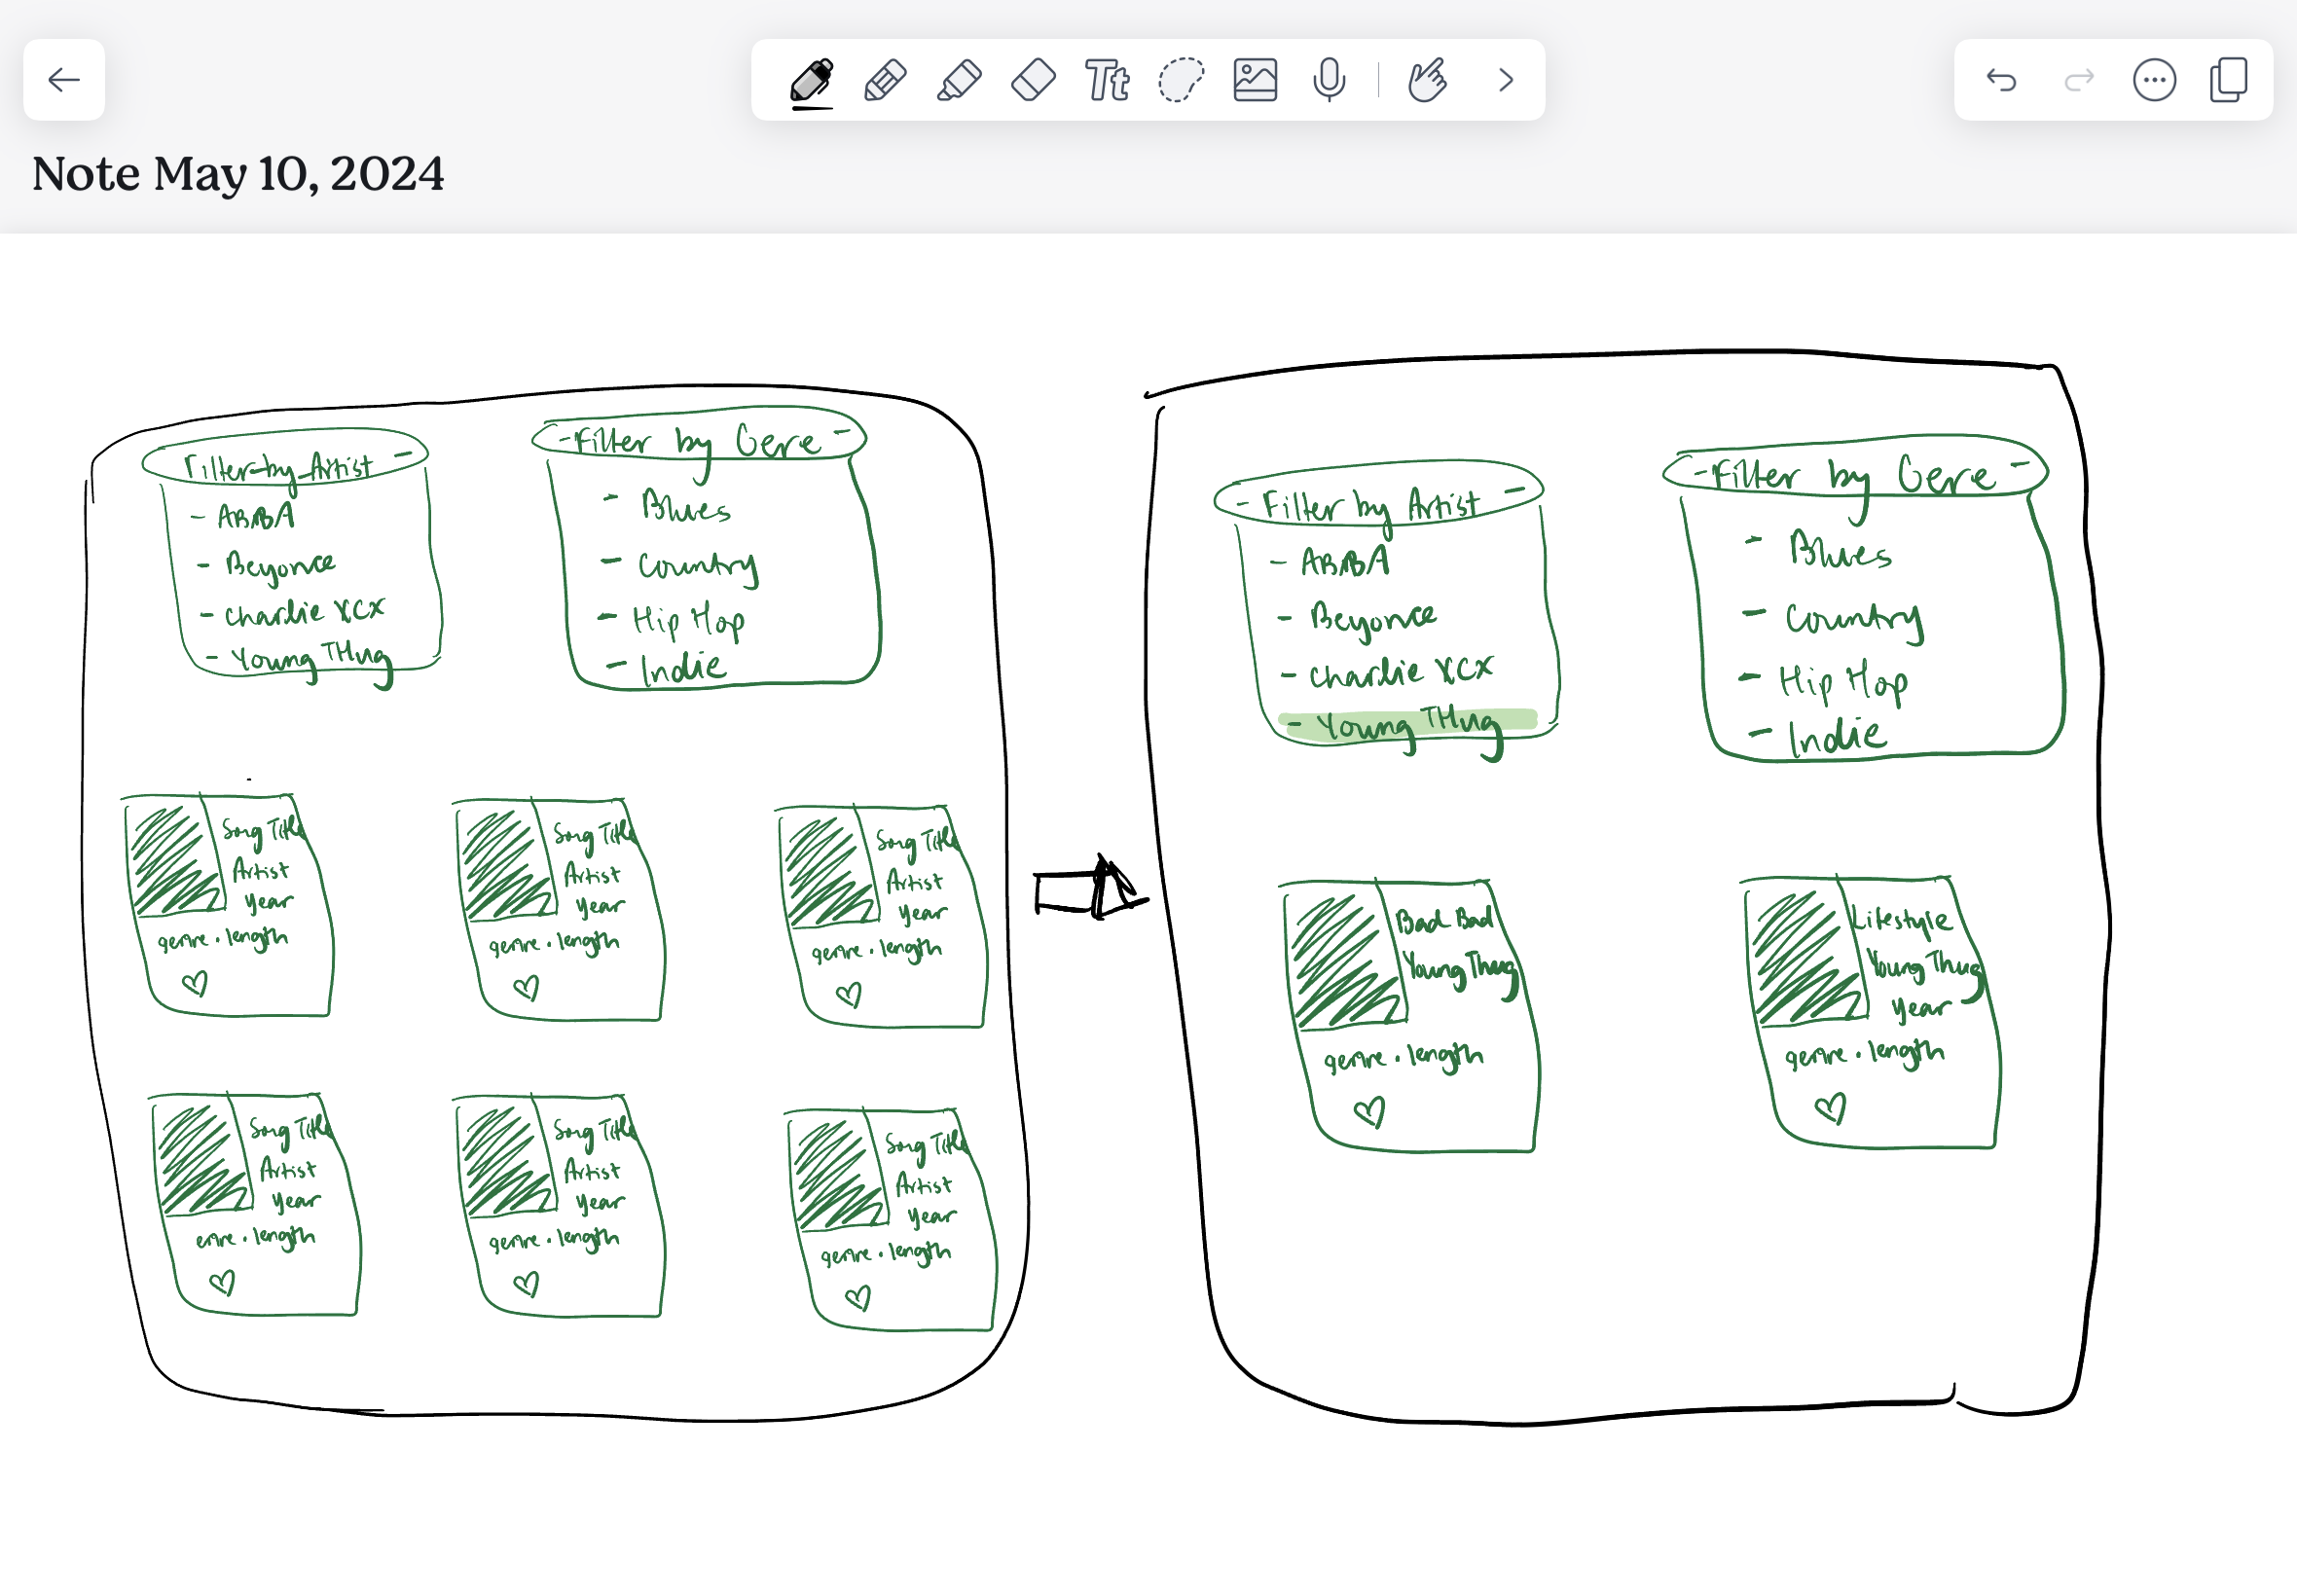 Note May 10, 2024
Tt
Filter by Artist -
- ABBA
- Beyonce
- Charlie XCX
- Young THug
- Filter by Gere -
- Blues
- Country
- Hip Hop
- Indie
Song Title
Artist
Year
genre . length
Song Title
Artist
Year
genre . length
Song Title
Artist
Year
genre . length
Song Title
Artist
Year
enre . length
Song Title
Artist
Year
genre . length
Song Title
Artist
Year
genre . length
- Filter by Artist -
- ABBA
- Beyonce
- Charlie XCX
- Young THug
- Filter by Gere -
- Blues
- Country
- Hip Hop
- Indie
Bad Bad
Young Thug
genre . length
Lifestyle
Young Thug
Year
genre . length